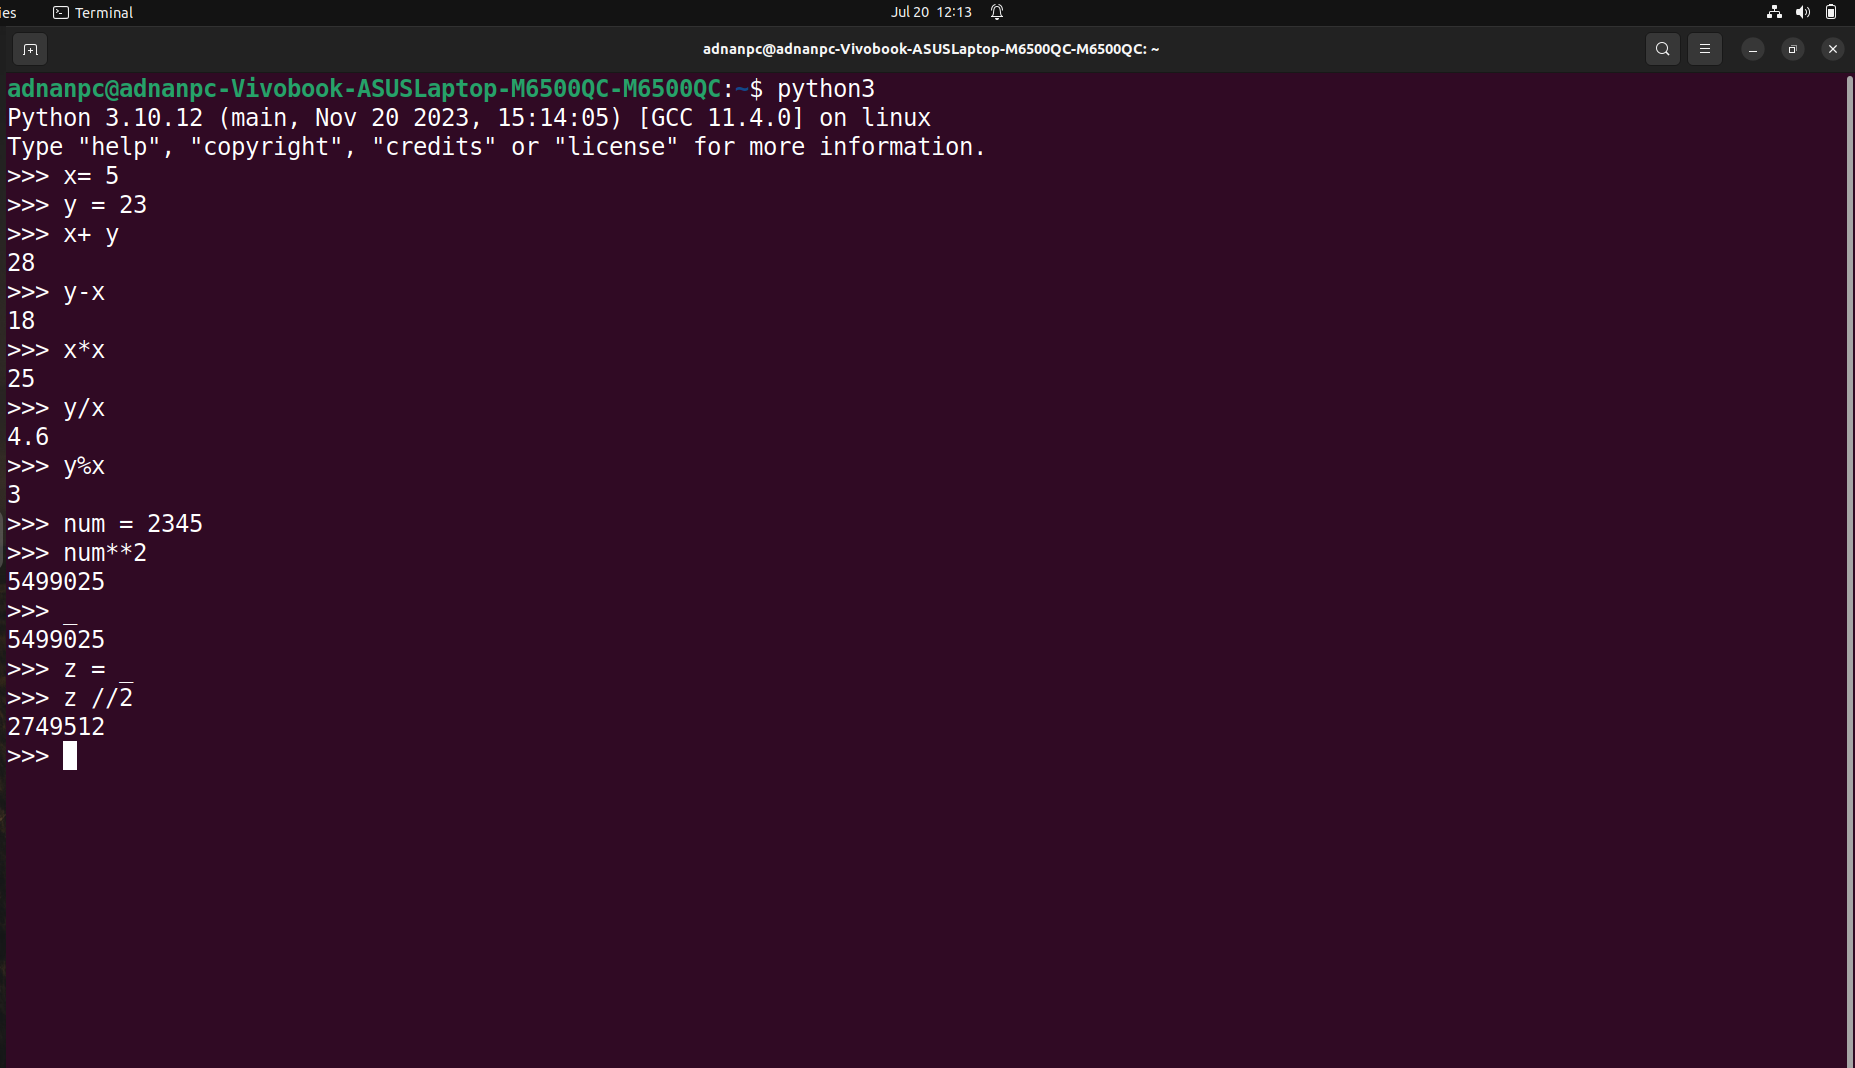 ies Terminal Jul 20 12:13
adnanpc@adnanpc-Vivobook-ASUSLaptop-M6500QC-M6500QC: ~
adnanpc@adnanpc-Vivobook-ASUSLaptop-M6500QC-M6500QC:~$ python3
Python 3.10.12 (main, Nov 20 2023, 15:14:05) [GCC 11.4.0] on linux
Type "help", "copyright", "credits" or "license" for more information.
>>> x= 5
>>> y = 23
>>> x+ y
28
>>> y-x
18
>>> x*x
25
>>> y/x
4.6
>>> y%x
3
>>> num = 2345
>>> num**2
5499025
>>> _
5499025
>>> z = _
>>> z //2
2749512
>>>